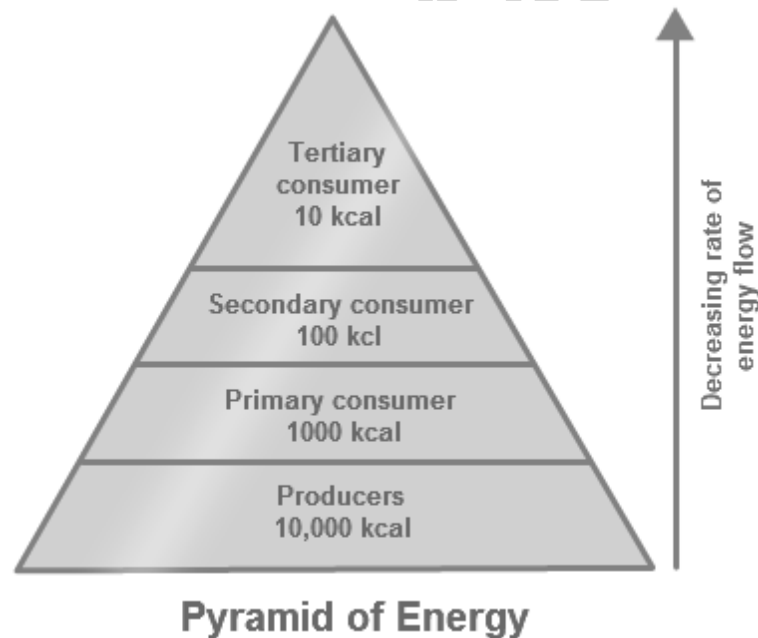 Tertiary
consumer
10 kcal
Secondary consumer
100 kcl
Primary consumer
1000 kcal
Producers
10,000 kcal
Decreasing rate of
energy flow
Pyramid of Energy